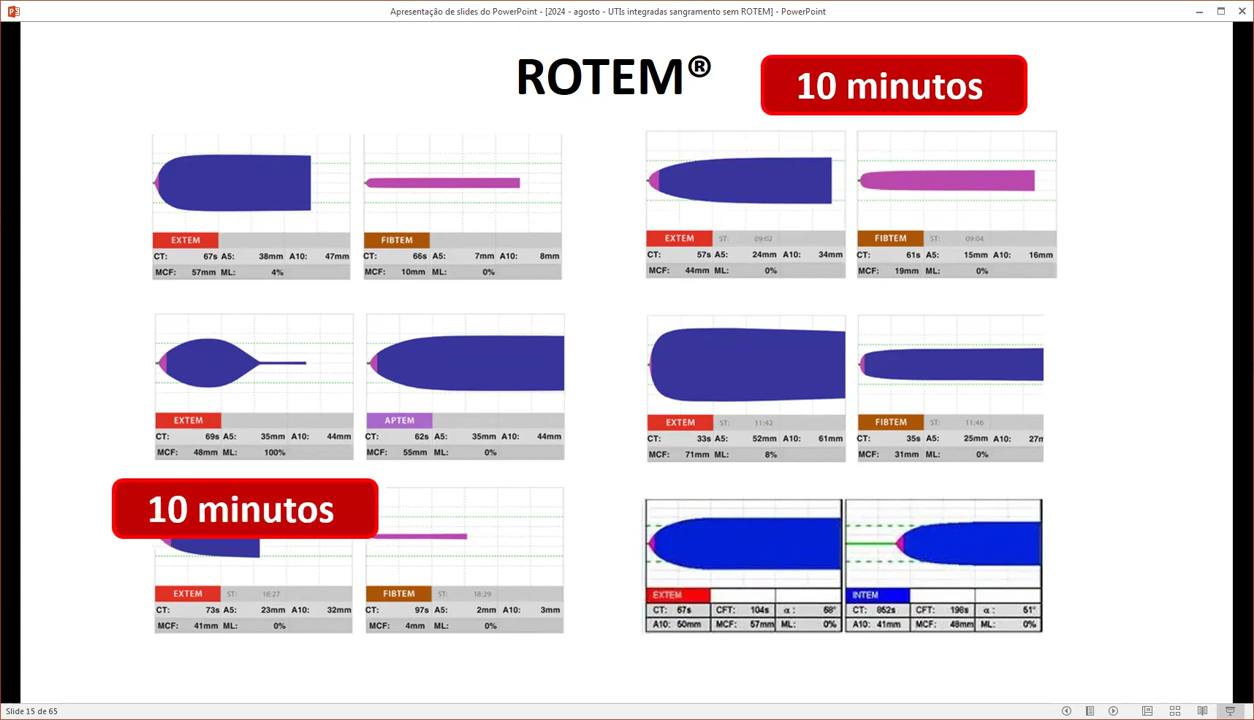 Apresentação de slides do PowerPoint - [2024 - agosto - UTIs integradas sangramento sem ROTEM] - PowerPoint
ROTEM®
10 minutos
EXTEM
CT: 67s A5: 38mm A10: 47mm
MCF: 57mm ML: 4%
FIBTEM
CT: 66s A5: 7mm A10: 8mm
MCF: 10mm ML: 0%
EXTEM ST: 09:02
CT: 57s A5: 24mm A10: 34mm
MCF: 44mm ML: 0%
FIBTEM ST: 09:04
CT: 61s A5: 15mm A10: 16mm
MCF: 19mm ML: 0%
EXTEM
CT: 69s A5: 35mm A10: 44mm
MCF: 48mm ML: 100%
APTEM
CT: 62s A5: 35mm A10: 44mm
MCF: 55mm ML: 0%
EXTEM ST: 11:42
CT: 33s A5: 52mm A10: 61mm
MCF: 71mm ML: 8%
FIBTEM ST: 11:46
CT: 35s A5: 25mm A10: 27m
MCF: 31mm ML: 0%
10 minutos
EXTEM ST: 18:27
CT: 73s A5: 23mm A10: 32mm
MCF: 41mm ML: 0%
FIBTEM ST: 18:29
CT: 97s A5: 2mm A10: 3mm
MCF: 4mm ML: 0%
EXTEM
CT: 67s CFT: 104s α: 68°
A10: 50mm MCF: 57mm ML: 0%
INTEM
CT: 852s CFT: 198s α: 51°
A10: 41mm MCF: 48mm ML: 0%
Slide 15 de 65